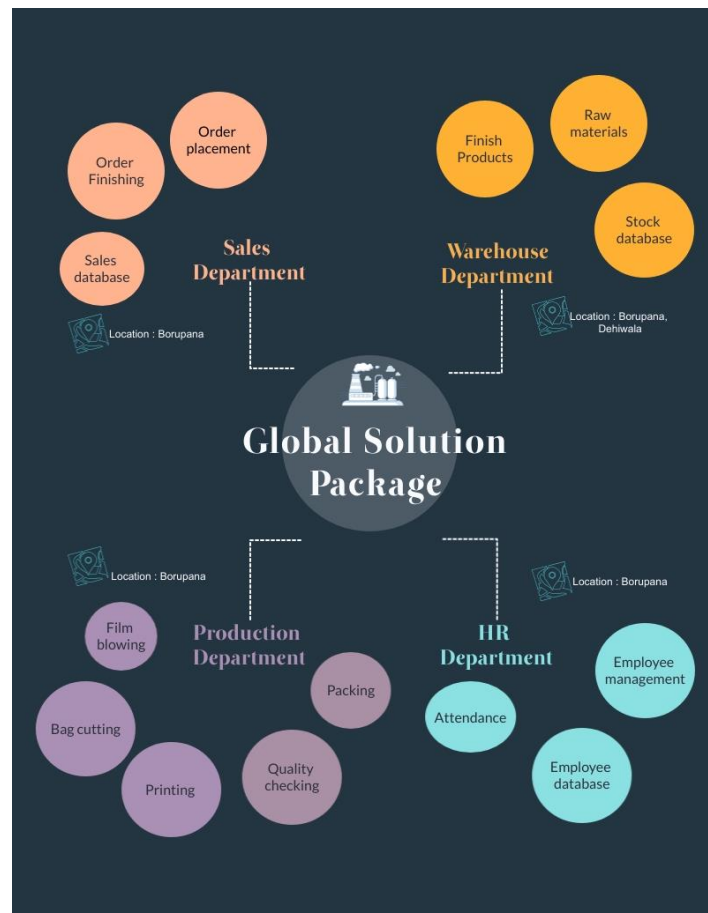 Order
placement
Order
Finishing
Sales
database
Sales
Department
Location : Borupana
Finish
Products
Raw
materials
Stock
database
Warehouse
Department
Location : Borupana,
Dehiwala
Global Solution
Package
Location : Borupana
Film
blowing
Production
Department
Bag cutting
Printing
Quality
checking
Packing
Location : Borupana
HR
Department
Employee
management
Attendance
Employee
database